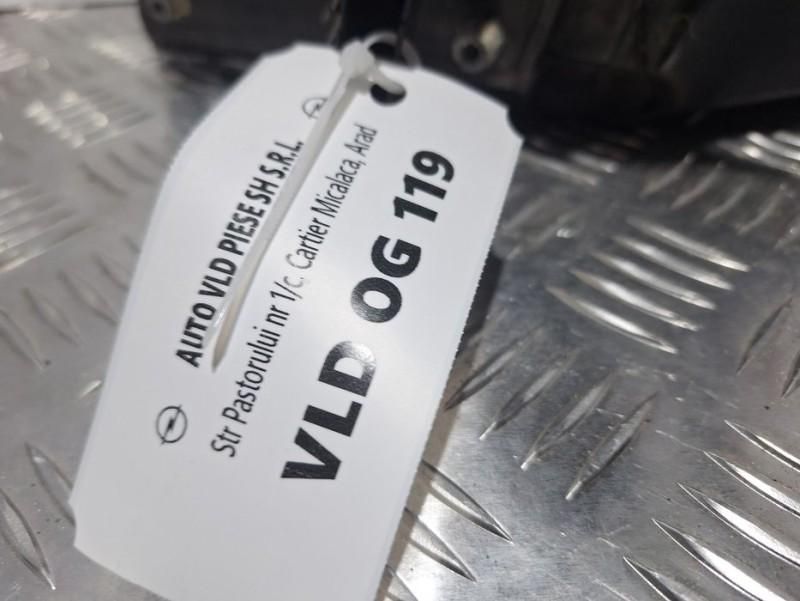 AUTO VLD PIESE SH S.R.L.
Str Pastorului nr 1/c, Cartier Micalaca, Arad
VLD OG 119